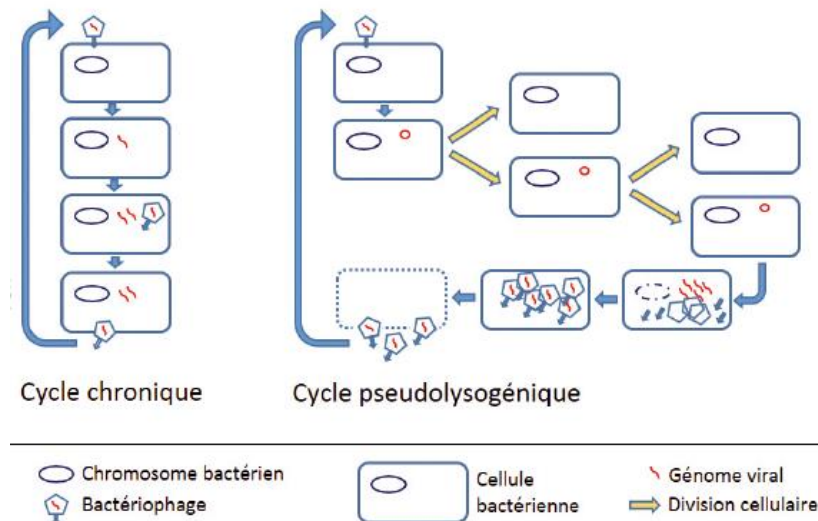 Cycle chronique
Cycle pseudolysogénique
Chromosome bactérien
Bactériophage
Cellule
bactérienne
Génome viral
Division cellulaire